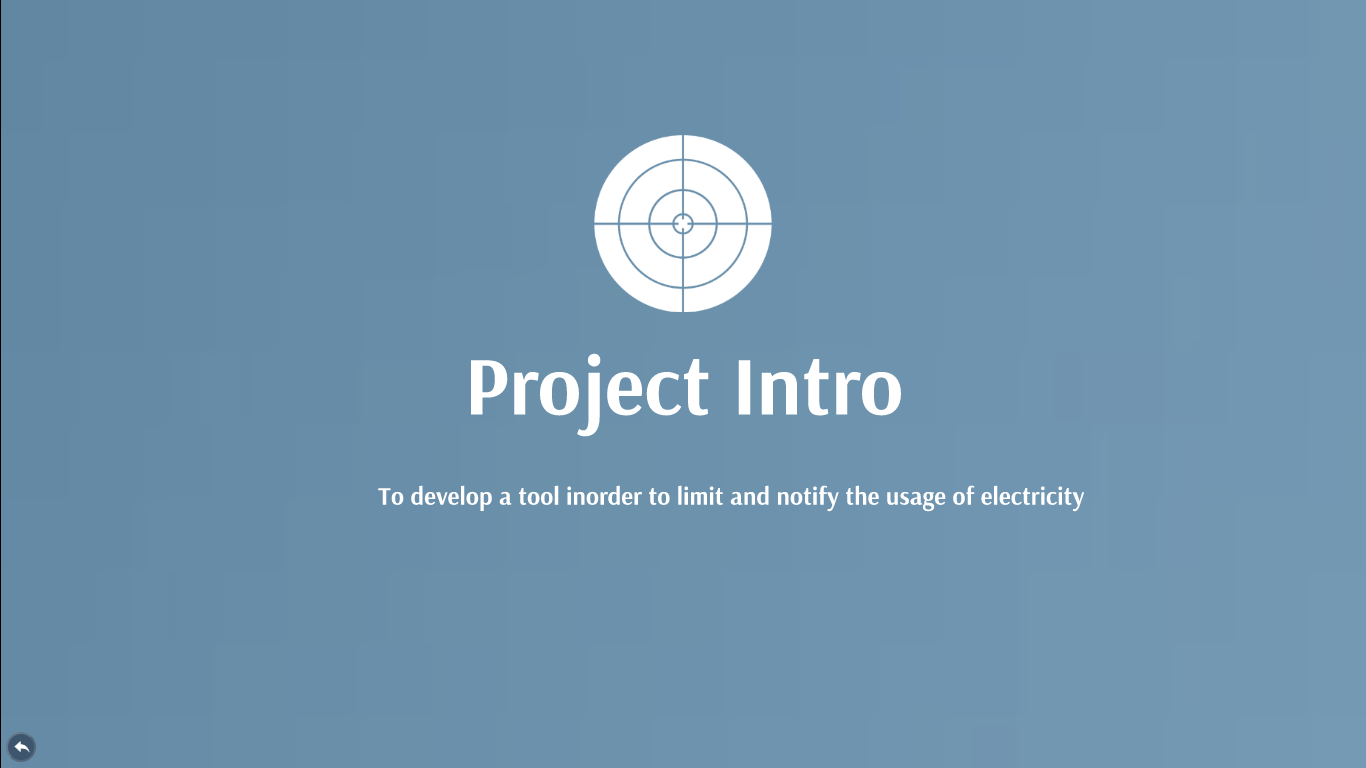 Project Intro
To develop a tool inorder to limit and notify the usage of electricity